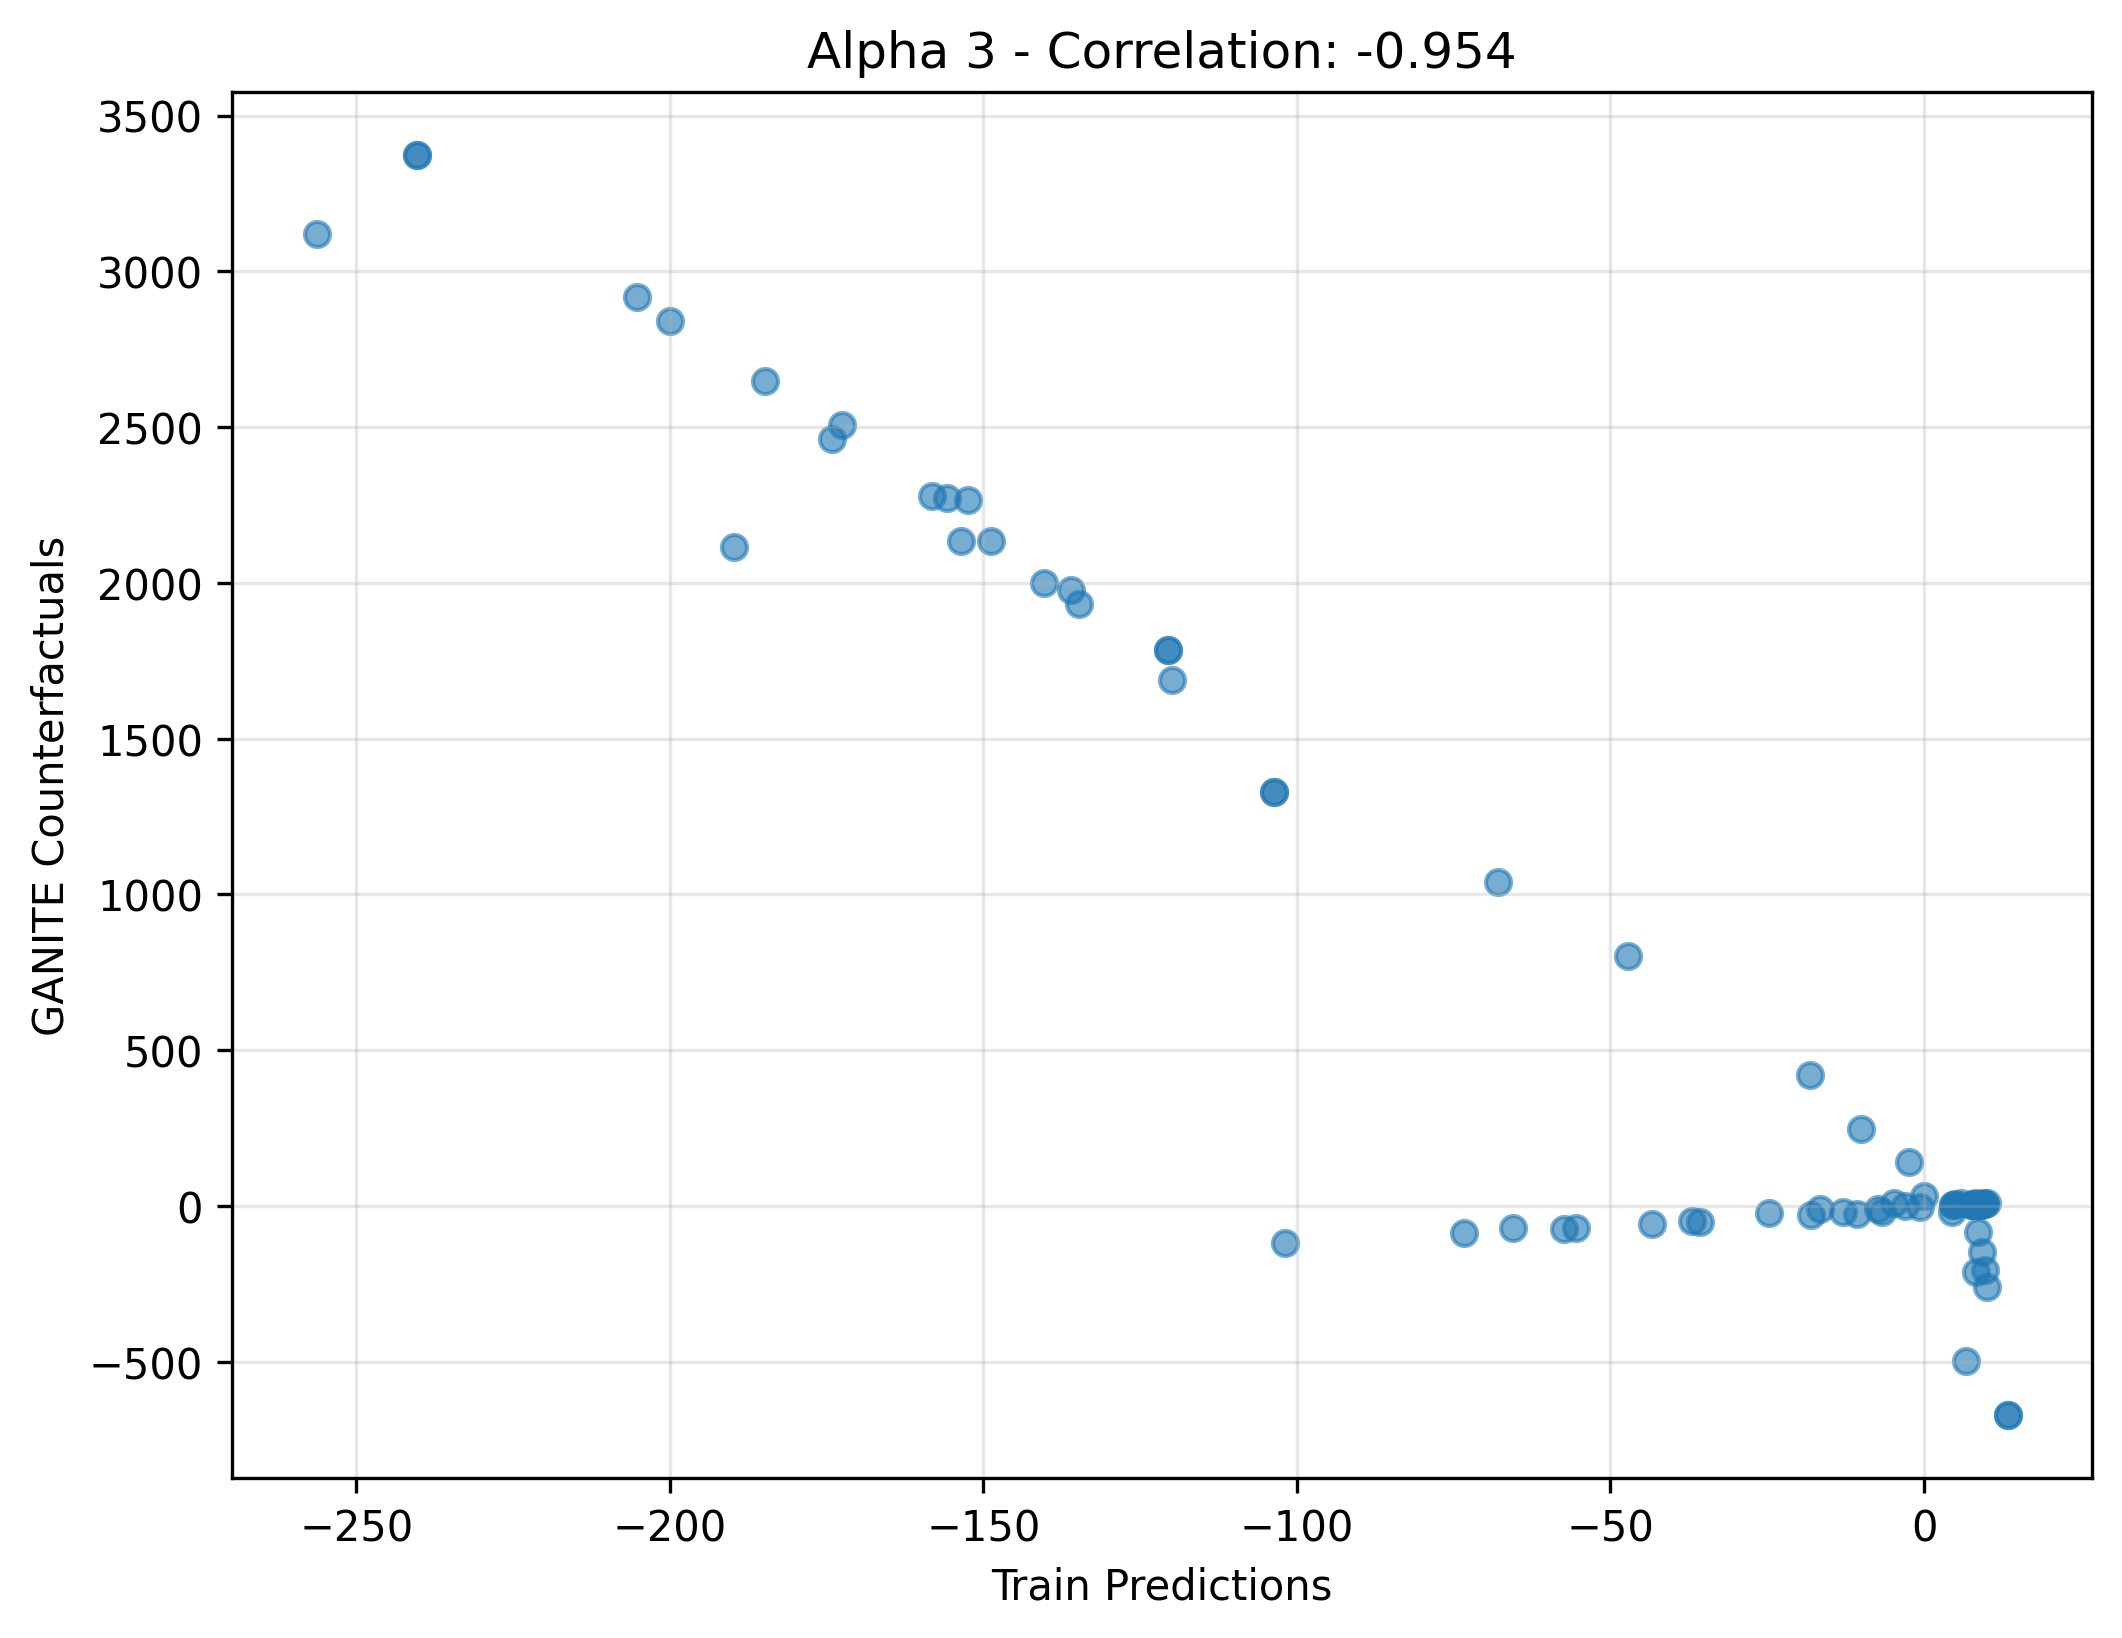 Alpha 3 - Correlation: -0.954
3500
3000
2500
2000
1500
1000
500
0
−500
GANITE Counterfactuals
−250 −200 −150 −100 −50 0
Train Predictions